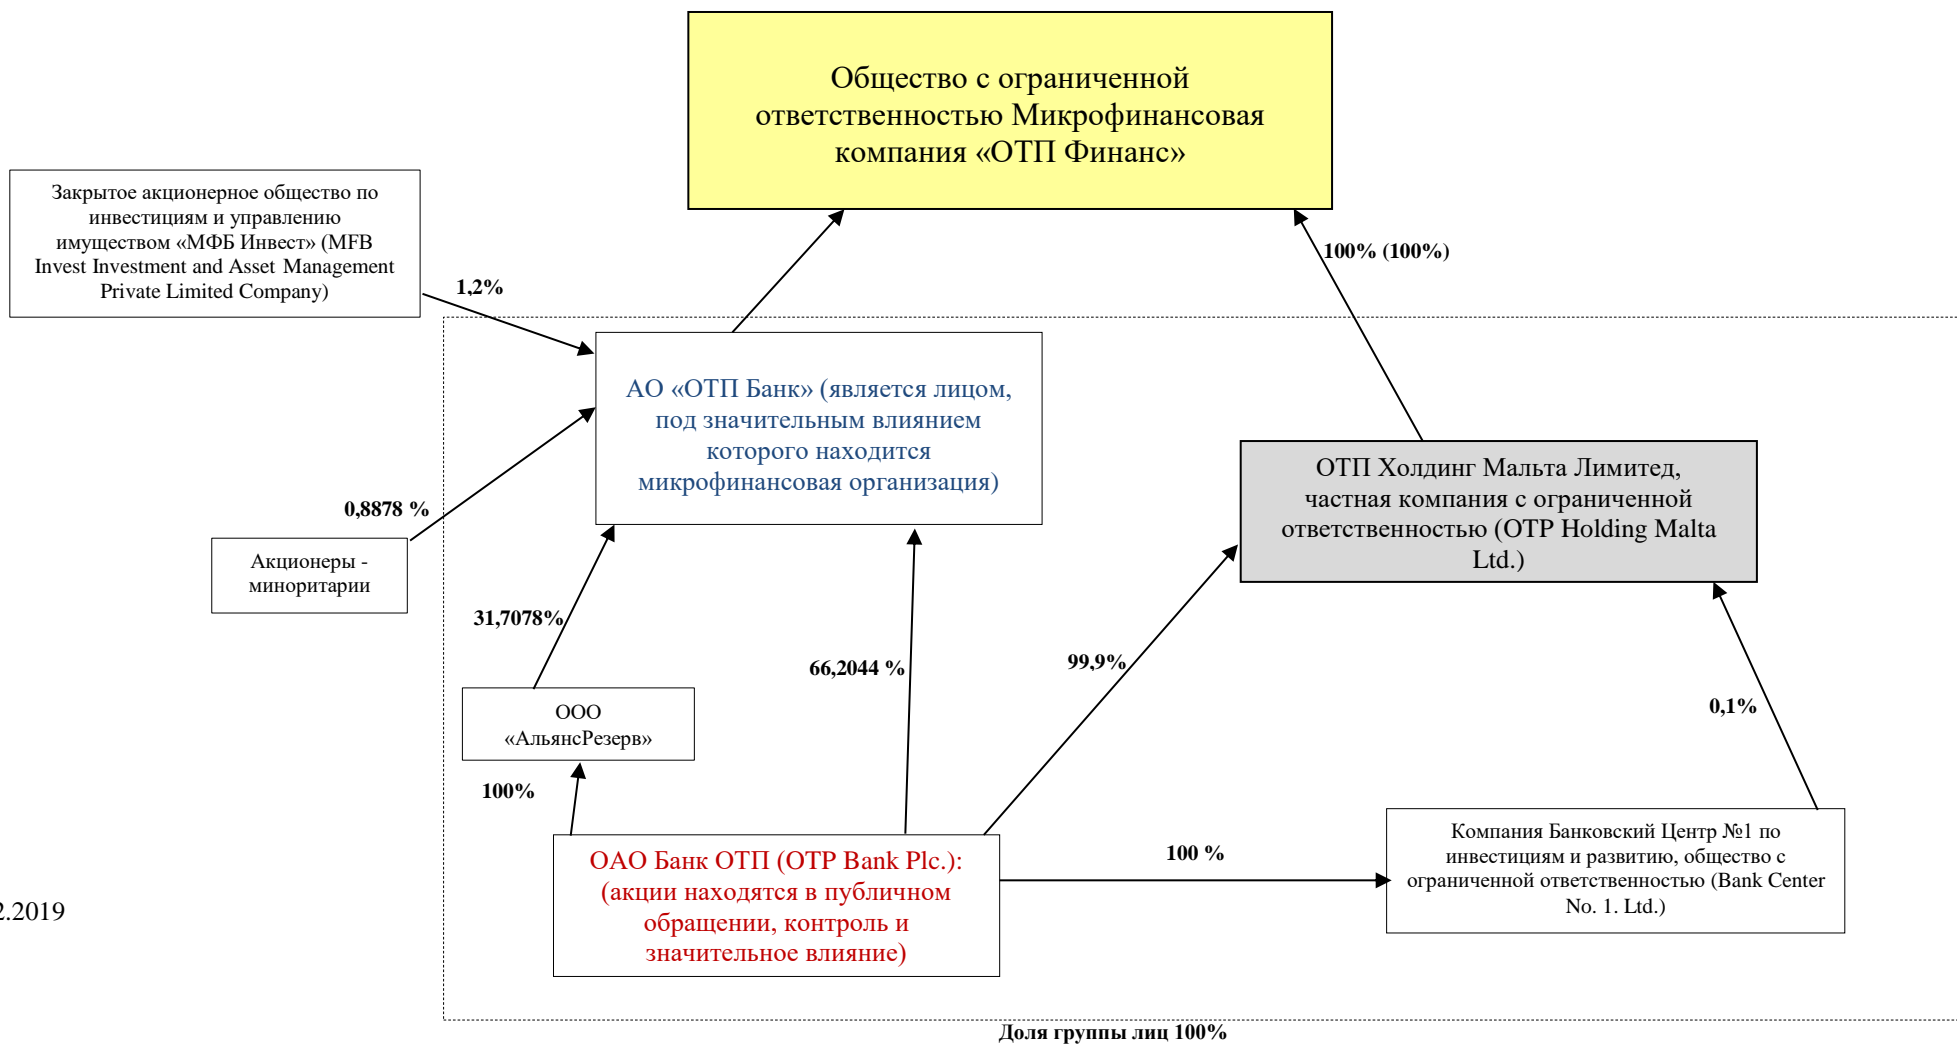 Общество с ограниченной
ответственностью Микрофинансовая
компания «ОТП Финанс»
Закрытое акционерное общество по
инвестициям и управлению
имуществом «МФБ Инвест» (MFB
Invest Investment and Asset Management
Private Limited Company)
1,2%
100% (100%)
АО «ОТП Банк» (является лицом,
под значительным влиянием
которого находится
микрофинансовая организация)
ОТП Холдинг Мальта Лимитед,
частная компания с ограниченной
ответственностью (OTP Holding Malta
Ltd.)
0,8878 %
Акционеры -
миноритарии
31,7078%
66,2044 %
99,9%
0,1%
ООО
«АльянсРезерв»
100%
ОАО Банк ОТП (OTP Bank Plc.):
(акции находятся в публичном
обращении, контроль и
значительное влияние)
100 %
Компания Банковский Центр №1 по
инвестициям и развитию, общество с
ограниченной ответственностью (Bank Center
No. 1. Ltd.)
2.2019
Доля группы лиц 100%